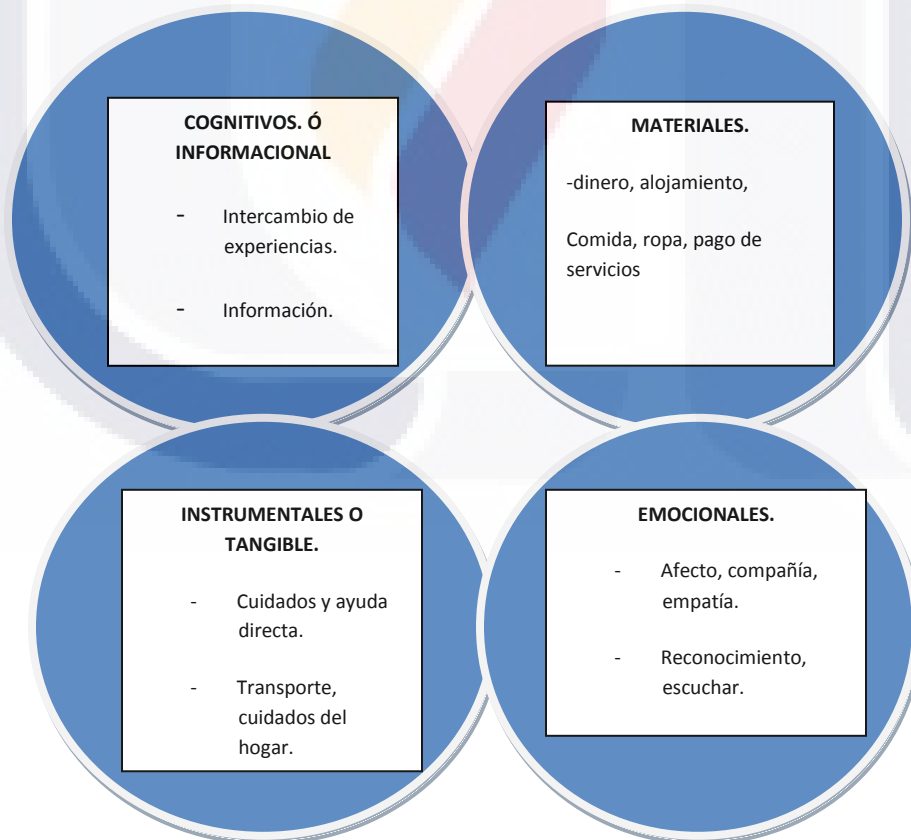 COGNITIVOS. Ó
INFORMACIONAL
- Intercambio de
experiencias.
- Información.
MATERIALES.
-dinero, alojamiento,
Comida, ropa, pago de
servicios
INSTRUMENTALES O
TANGIBLE.
- Cuidados y ayuda
directa.
- Transporte,
cuidados del
hogar.
EMOCIONALES.
- Afecto, compañía,
empatía.
- Reconocimiento,
escuchar.